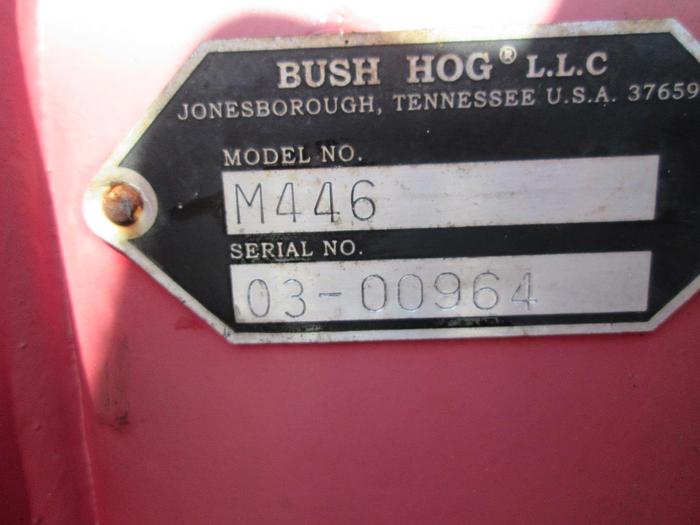 BUSH HOG® L.L.C
JONESBOROUGH, TENNESSEE U.S.A. 37659
MODEL NO.
M446
SERIAL NO.
03-00964